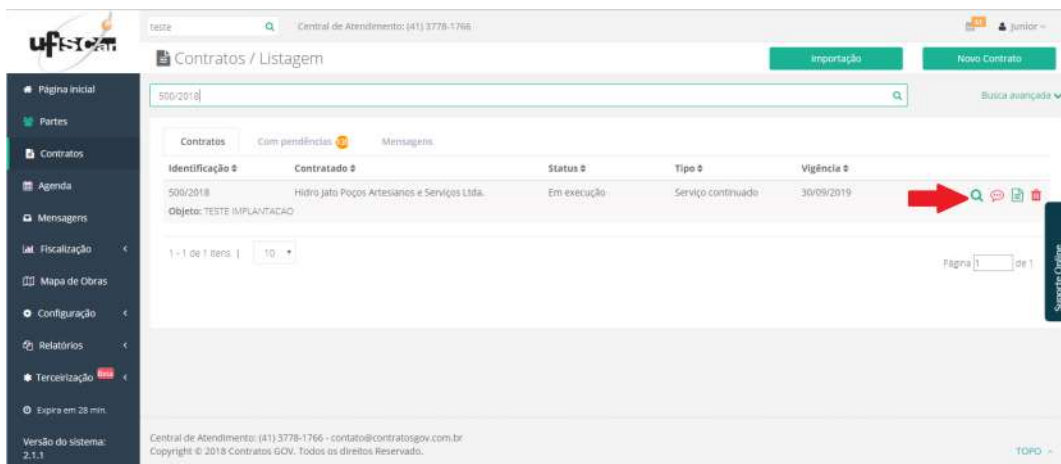 ufiscar
teste
Central de Atendimento: (41) 3778-1766
Junior
Contratos / Listagem
Importação
Novo Contrato
Página inicial
500/2018
Busca avançada
Partes
Contratos
Com pendências
Mensagens
Contratos
Identificação
Contratado
Status
Tipo
Vigência
Agenda
500/2018
Hidro Jato Poços Artesianos e Serviços Ltda.
Em execução
Serviço continuado
30/09/2019
Objeto: TESTE IMPLANTACAO
Mensagens
Fiscalização
1 - 1 de 1 itens |
10
Página 1 de 1
Suporte Online
Mapa de Obras
Configuração
Relatórios
Terceirização Beta
Expira em 28 min.
Versão do sistema:
2.1.1
Central de Atendimento: (41) 3778-1766 - contato@contratosgov.com.br
Copyright © 2018 Contratos GOV. Todos os direitos Reservado.
TOPO